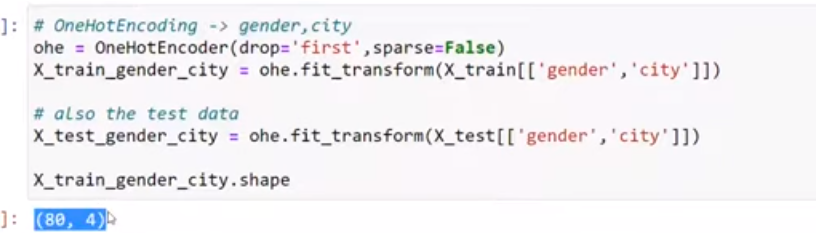 ]: # OneHotEncoding -> gender,city
ohe = OneHotEncoder(drop='first',sparse=False)
X_train_gender_city = ohe.fit_transform(X_train[['gender','city']])
# also the test data
X_test_gender_city = ohe.fit_transform(X_test[['gender','city']])
X_train_gender_city.shape
]: (80, 4)